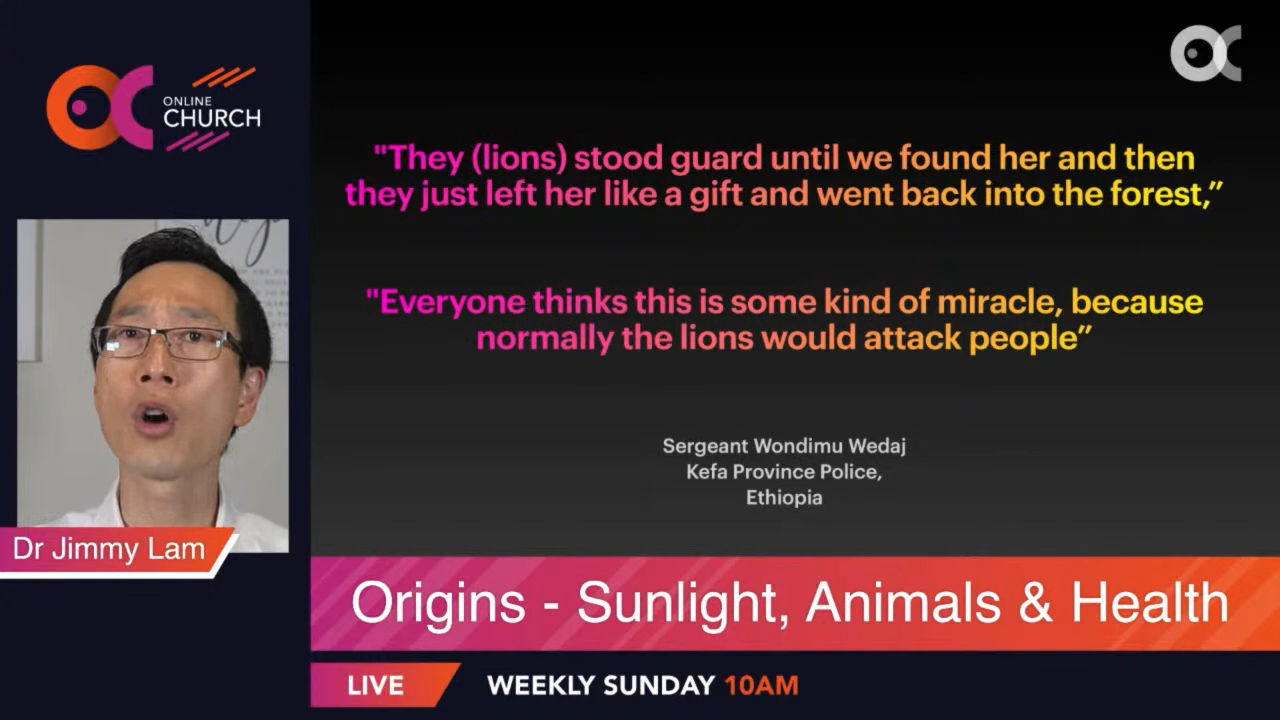 ONLINE
CHURCH
"They (lions) stood guard until we found her and then
they just left her like a gift and went back into the forest,”
"Everyone thinks this is some kind of miracle, because
normally the lions would attack people”
Sergeant Wondimu Wedaj
Kefa Province Police,
Ethiopia
Dr Jimmy Lam
Origins - Sunlight, Animals & Health
LIVE
WEEKLY SUNDAY 10AM